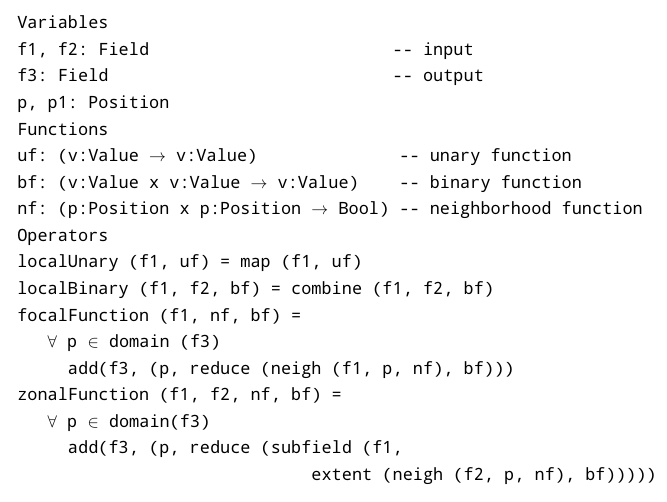 Variables
f1, f2: Field -- input
f3: Field -- output
p, p1: Position
Functions
uf: (v:Value → v:Value) -- unary function
bf: (v:Value x v:Value → v:Value) -- binary function
nf: (p:Position x p:Position → Bool) -- neighborhood function
Operators
localUnary (f1, uf) = map (f1, uf)
localBinary (f1, f2, bf) = combine (f1, f2, bf)
focalFunction (f1, nf, bf) =
∀ p ∈ domain (f3)
add(f3, (p, reduce (neigh (f1, p, nf), bf)))
zonalFunction (f1, f2, nf, bf) =
∀ p ∈ domain(f3)
add(f3, (p, reduce (subfield (f1,
extent (neigh (f2, p, nf), bf)))))